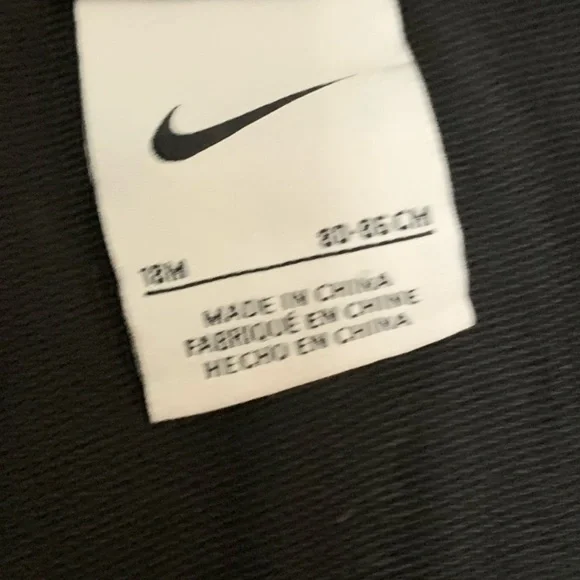 18M 80-86 CM
MADE IN CHINA
FABRIQUÉ EN CHINE
HECHO EN CHINA